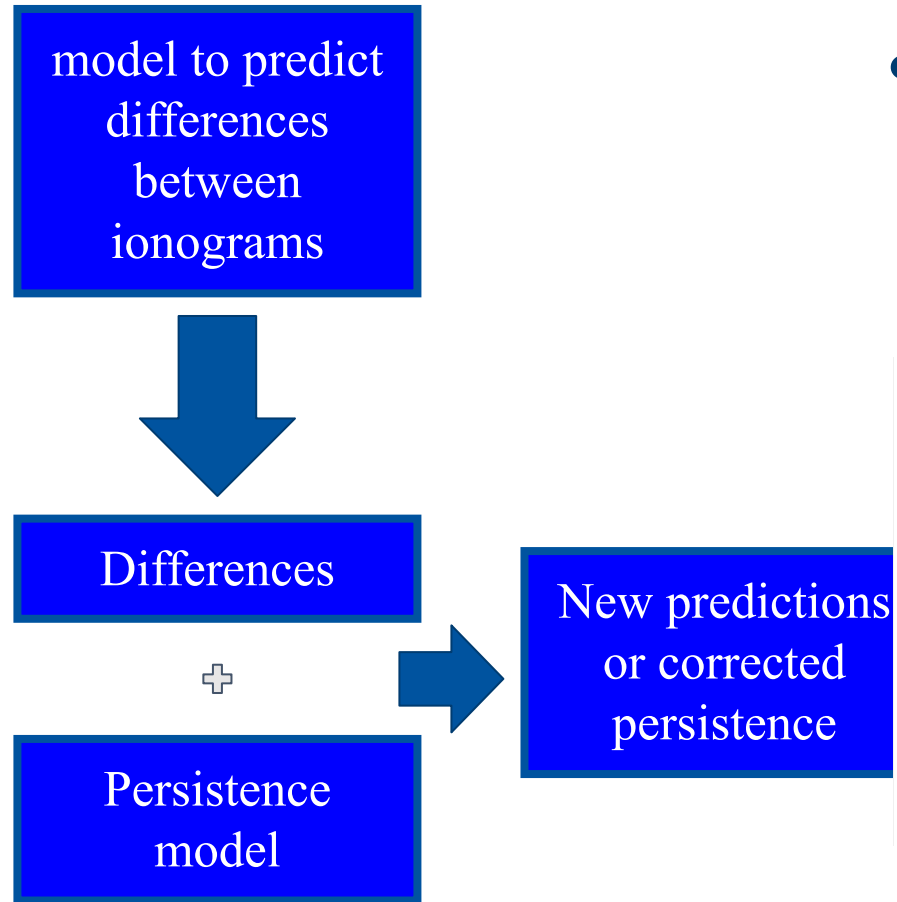 model to predict
differences
between
ionograms
Differences
New predictions
or corrected
persistence
Persistence
model